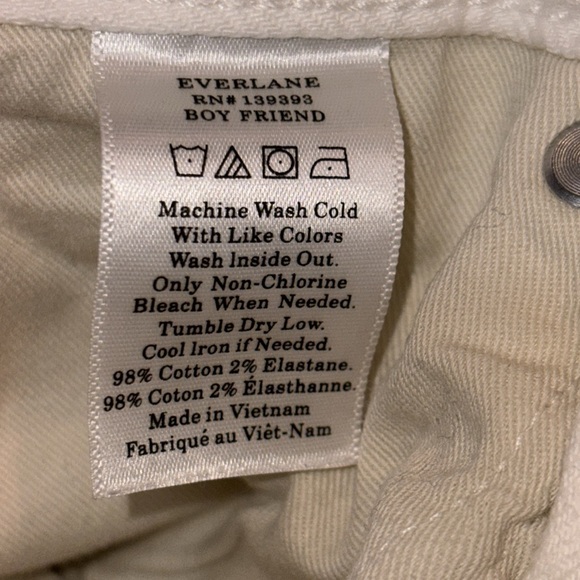 EVERLANE
RN# 139393
BOY FRIEND
Machine Wash Cold
With Like Colors
Wash Inside Out.
Only Non-Chlorine
Bleach When Needed.
Tumble Dry Low.
Cool Iron if Needed.
98% Cotton 2% Elastane.
98% Coton 2% Élasthanne.
Made in Vietnam
Fabriqué au Viêt-Nam